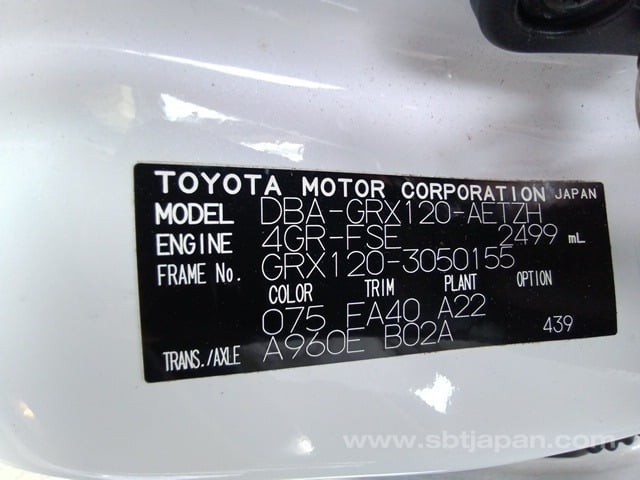 TOYOTA MOTOR CORPORATION JAPAN
MODEL DBA-GRX120-AETZH
ENGINE 4GR-FSE 2499 mL
FRAME No. GRX120-3050155
COLOR TRIM PLANT OPTION
075 EA40 A22
TRANS./AXLE A960E B02A 439
www.sbtjapan.com